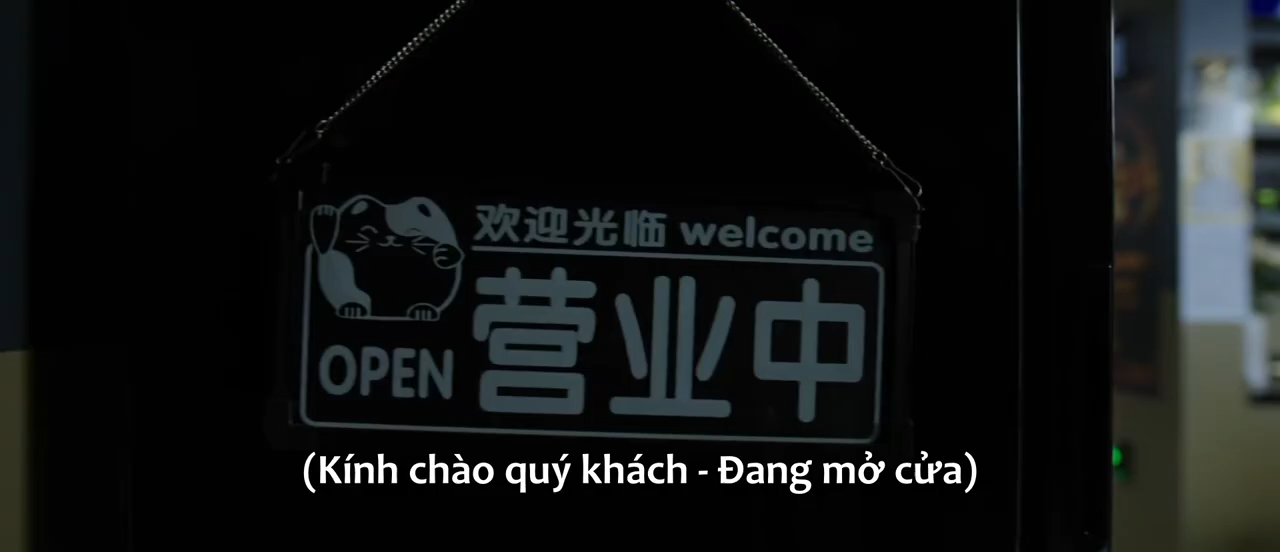 欢迎光临 welcome
营业中
OPEN
(Kính chào quý khách - Đang mở cửa)